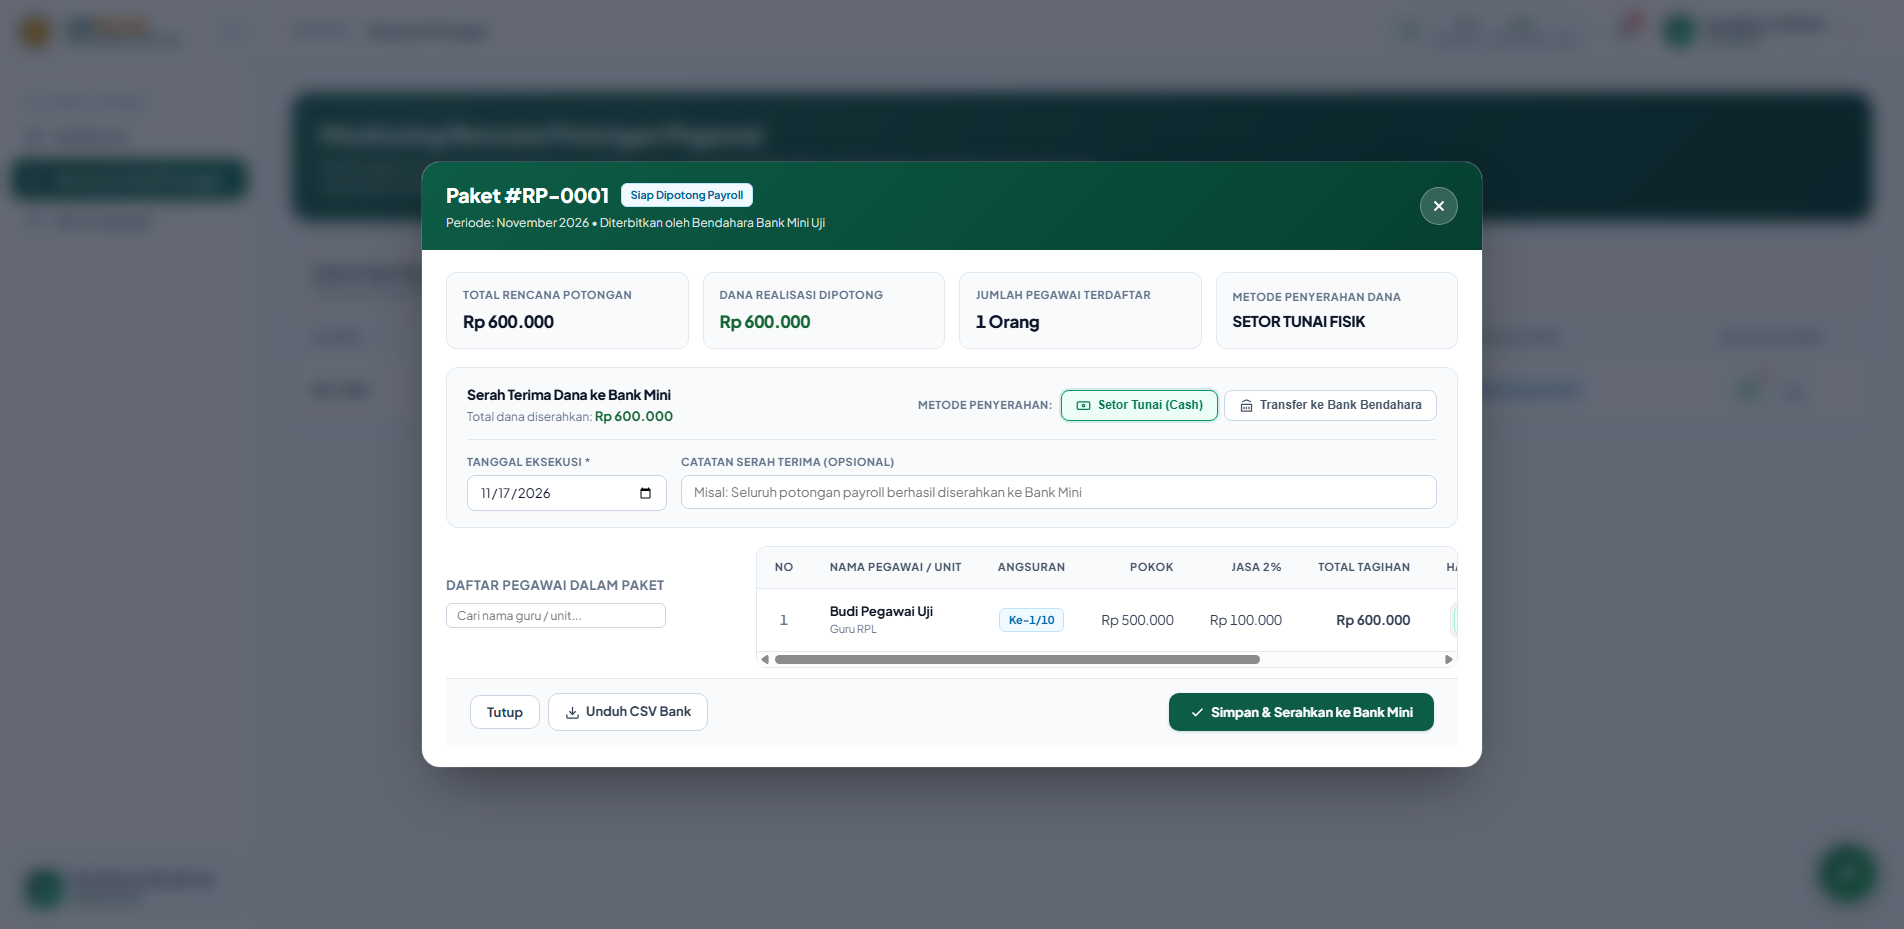 Paket #RP-0001 Siap Dipotong Payroll
Periode: November 2026 • Diterbitkan oleh Bendahara Bank Mini Uji
TOTAL RENCANA POTONGAN
Rp 600.000
DANA REALISASI DIPOTONG
Rp 600.000
JUMLAH PEGAWAI TERDAFTAR
1 Orang
METODE PENYERAHAN DANA
SETOR TUNAI FISIK
Serah Terima Dana ke Bank Mini
Total dana diserahkan: Rp 600.000
METODE PENYERAHAN: Setor Tunai (Cash) Transfer ke Bank Bendahara
TANGGAL EKSEKUSI *
11/17/2026
CATATAN SERAH TERIMA (OPSIONAL)
Misal: Seluruh potongan payroll berhasil diserahkan ke Bank Mini
DAFTAR PEGAWAI DALAM PAKET
Cari nama guru / unit...
NO NAMA PEGAWAI / UNIT ANGSURAN POKOK JASA 2% TOTAL TAGIHAN
1 Budi Pegawai Uji Ke-1/10 Rp 500.000 Rp 100.000 Rp 600.000
Guru RPL
Tutup Unduh CSV Bank Simpan & Serahkan ke Bank Mini